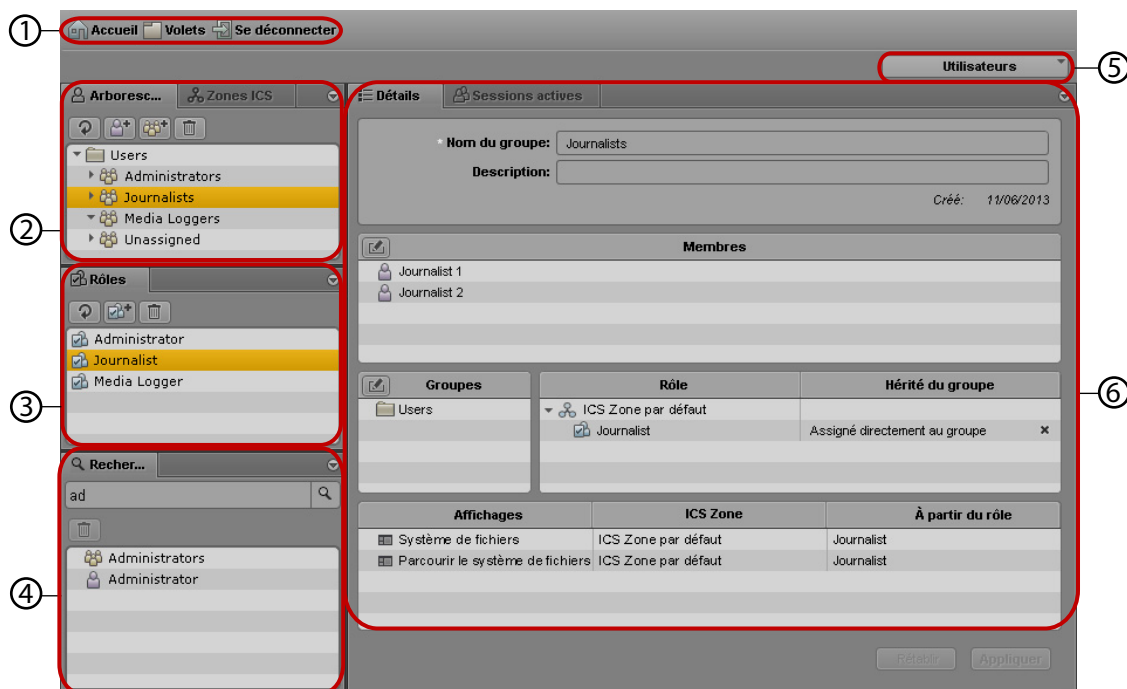 ① Accueil Volets Se déconnecter
Utilisateurs ⑤
Arboresc... Zones ICS
② Users
Administrators
Journalists
Media Loggers
Unassigned
Rôles
③ Administrator
Journalist
Media Logger
Recher...
ad
④ Administrators
Administrator
Détails Sessions actives
* Nom du groupe: Journalists
Description:
Créé: 11/06/2013
Membres
Journalist 1
Journalist 2
Groupes Rôle Hérité du groupe ⑥
Users ICS Zone par défaut
Journalist Assigné directement au groupe
Affichages ICS Zone À partir du rôle
Système de fichiers ICS Zone par défaut Journalist
Parcourir le système de fichiers ICS Zone par défaut Journalist
Rétablir Appliquer